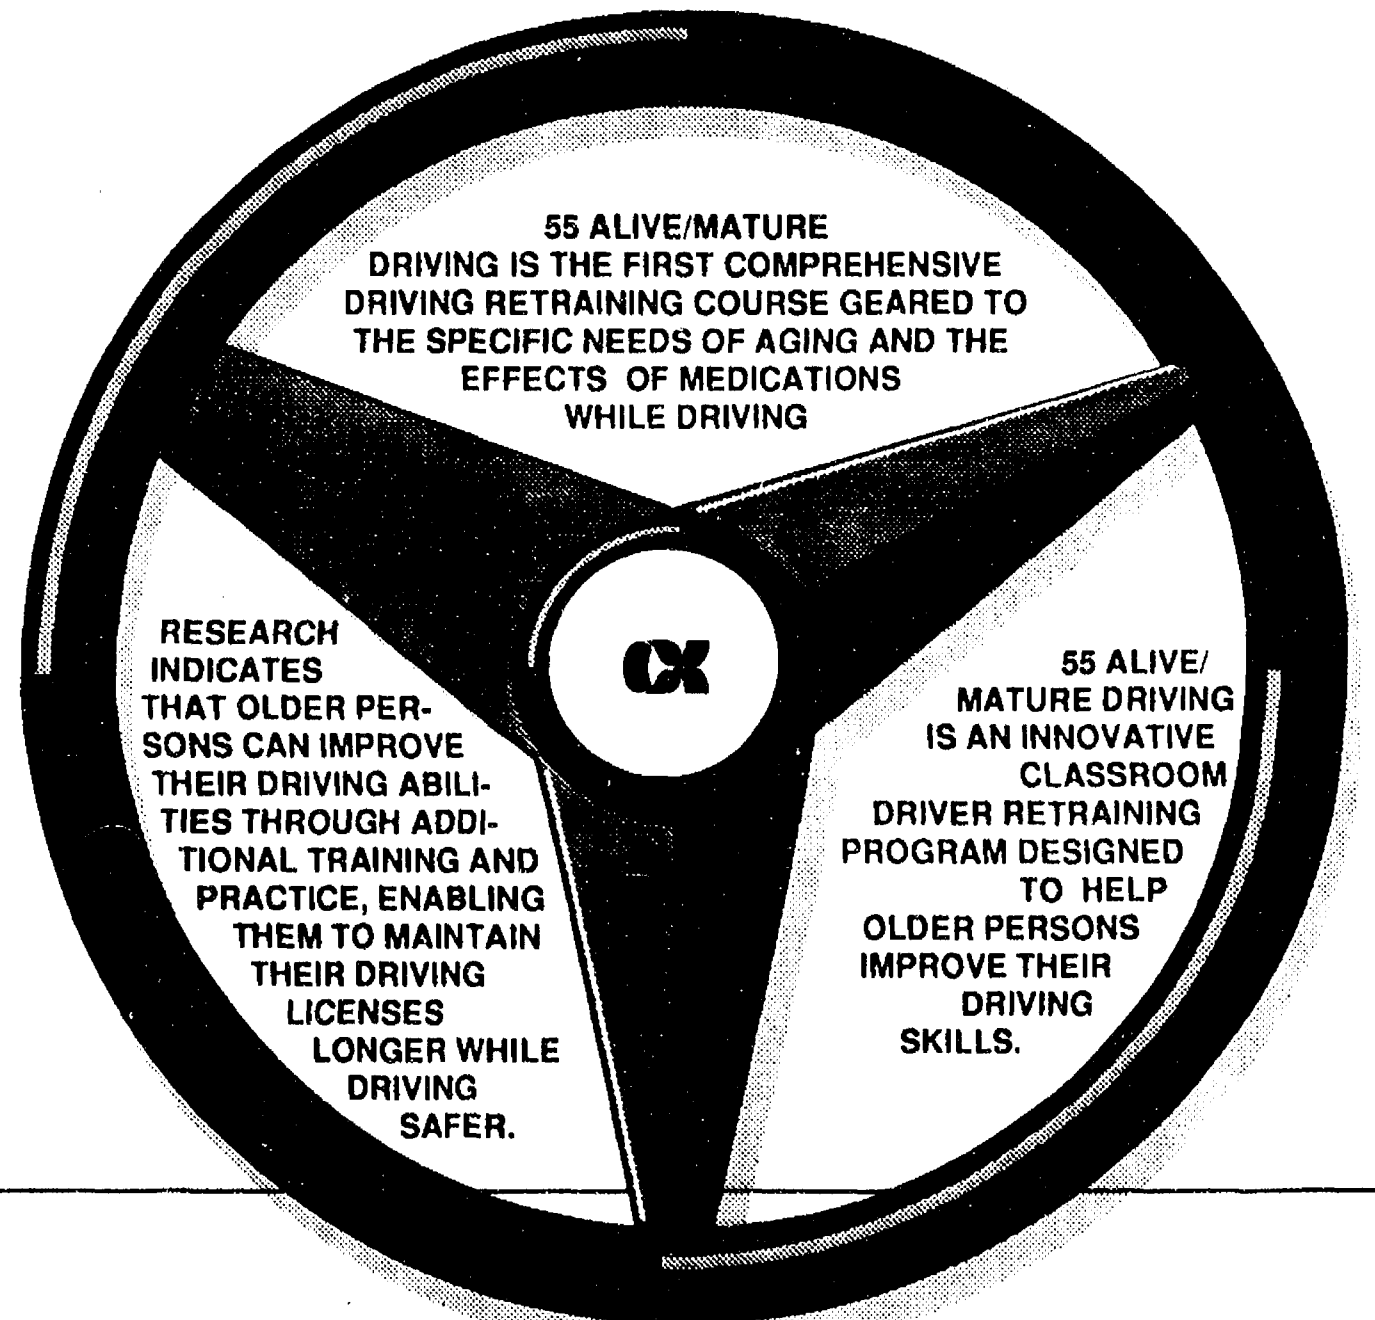 55 ALIVE/MATURE
DRIVING IS THE FIRST COMPREHENSIVE
DRIVING RETRAINING COURSE GEARED TO
THE SPECIFIC NEEDS OF AGING AND THE
EFFECTS OF MEDICATIONS
WHILE DRIVING
RESEARCH
INDICATES
THAT OLDER PER-
SONS CAN IMPROVE
THEIR DRIVING ABILI-
TIES THROUGH ADDI-
TIONAL TRAINING AND
PRACTICE, ENABLING
THEM TO MAINTAIN
THEIR DRIVING
LICENSES
LONGER WHILE
DRIVING
SAFER.
55 ALIVE/
MATURE DRIVING
IS AN INNOVATIVE
CLASSROOM
DRIVER RETRAINING
PROGRAM DESIGNED
TO HELP
OLDER PERSONS
IMPROVE THEIR
DRIVING
SKILLS.